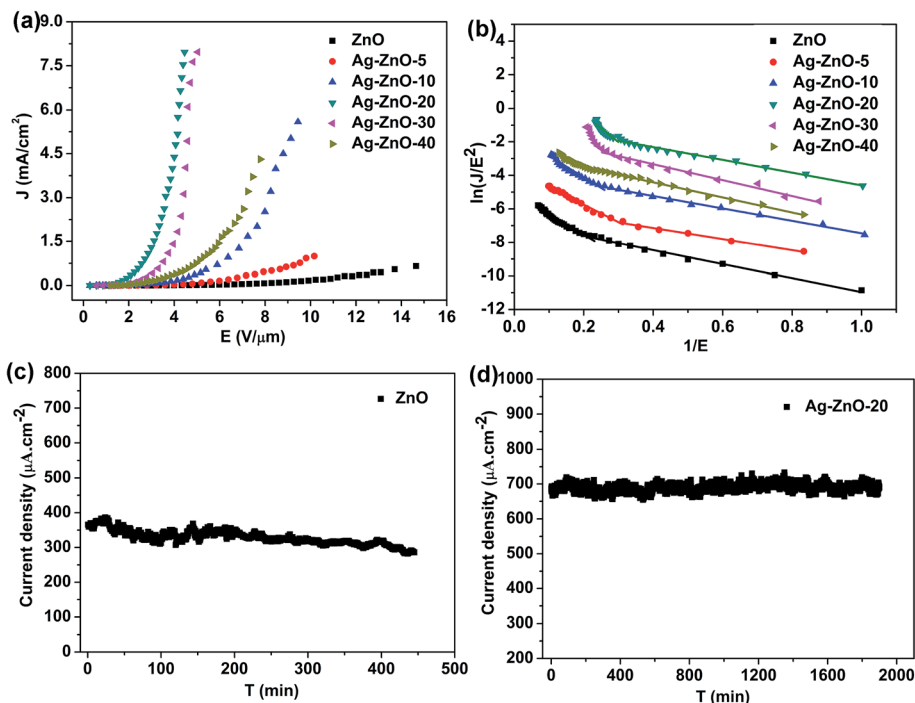 (a)
J (mA/cm²)
9.0
7.5
6.0
4.5
3.0
1.5
0.0
ZnO
Ag-ZnO-5
Ag-ZnO-10
Ag-ZnO-20
Ag-ZnO-30
Ag-ZnO-40
0 2 4 6 8 10 12 14 16
E (V/μm)
(b)
ln(J/E²)
4
2
0
-2
-4
-6
-8
-10
-12
ZnO
Ag-ZnO-5
Ag-ZnO-10
Ag-ZnO-20
Ag-ZnO-30
Ag-ZnO-40
0.0 0.2 0.4 0.6 0.8 1.0
1/E
(c)
Current density (μA.cm⁻²)
800
700
600
500
400
300
200
100
0
ZnO
0 100 200 300 400 500
T (min)
(d)
Current density (μA.cm⁻²)
1000
900
800
700
600
500
400
300
200
Ag-ZnO-20
0 400 800 1200 1600 2000
T (min)